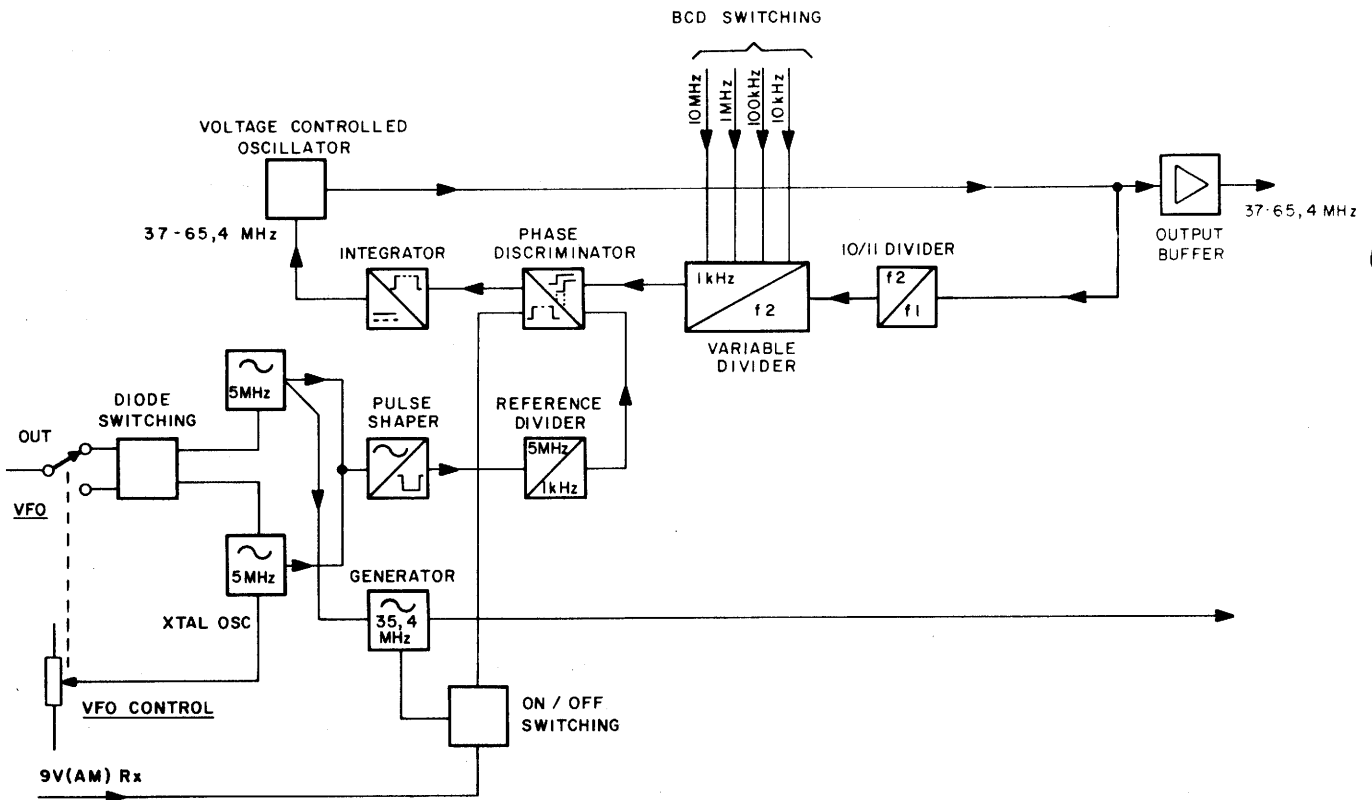 BCD SWITCHING
10MHz
1MHz
100kHz
10kHz
VOLTAGE CONTROLLED
OSCILLATOR
37-65,4 MHz
INTEGRATOR
PHASE
DISCRIMINATOR
1kHz
f2
VARIABLE
DIVIDER
10/11 DIVIDER
f2
f1
OUTPUT
BUFFER
37-65,4 MHz
DIODE
SWITCHING
OUT
VFO
5MHz
5MHz
XTAL OSC
PULSE
SHAPER
REFERENCE
DIVIDER
5MHz
1kHz
GENERATOR
35,4
MHz
VFO CONTROL
ON / OFF
SWITCHING
9V(AM) Rx